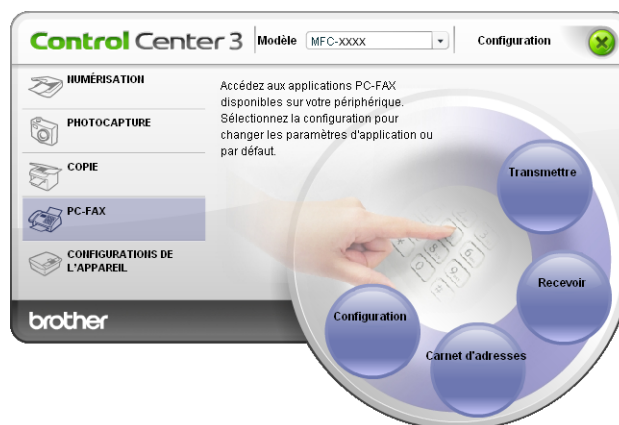 Control Center 3
Modèle
MFC-XXXX
Configuration
NUMÉRISATION
PHOTOCAPTURE
COPIE
PC-FAX
CONFIGURATIONS DE
L'APPAREIL
brother
Accédez aux applications PC-FAX
disponibles sur votre périphérique.
Sélectionnez la configuration pour
changer les paramètres d'application ou
par défaut.
Transmettre
Recevoir
Carnet d'adresses
Configuration